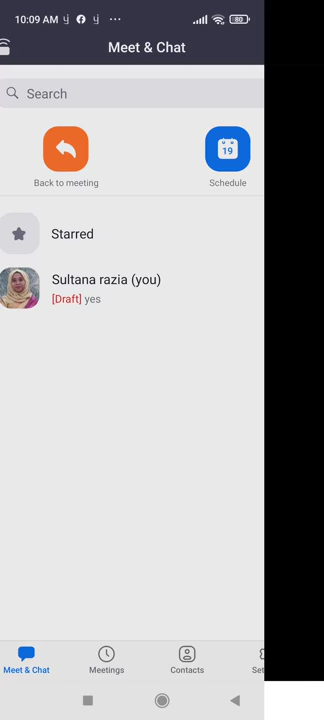 10:09 AM ᥡ ᥡ ... 80
Meet & Chat
Search
19
Back to meeting Schedule
Starred
Sultana razia (you)
[Draft] yes
Meet & Chat Meetings Contacts Set